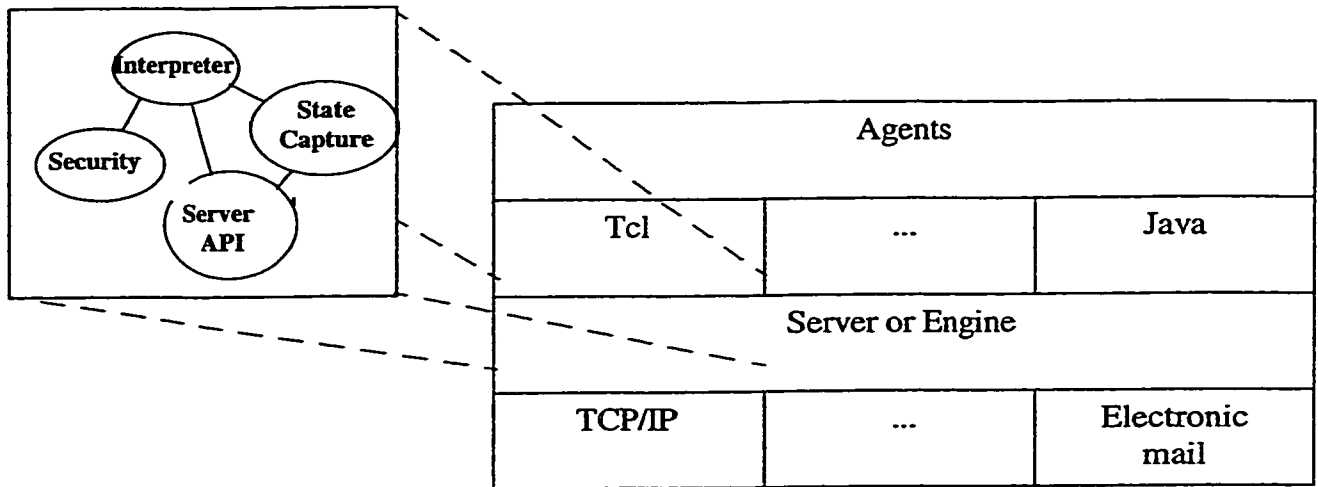 Interpreter
State
Capture
Security
Server
API
Agents
Tcl
...
Java
Server or Engine
TCP/IP
...
Electronic
mail